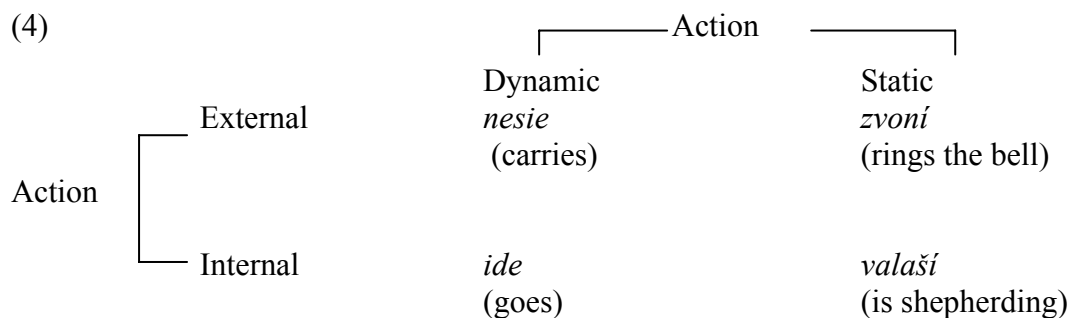 (4) Action
Dynamic Static
External nesie zvoní
(carries) (rings the bell)
Action
Internal ide valaší
(goes) (is shepherding)